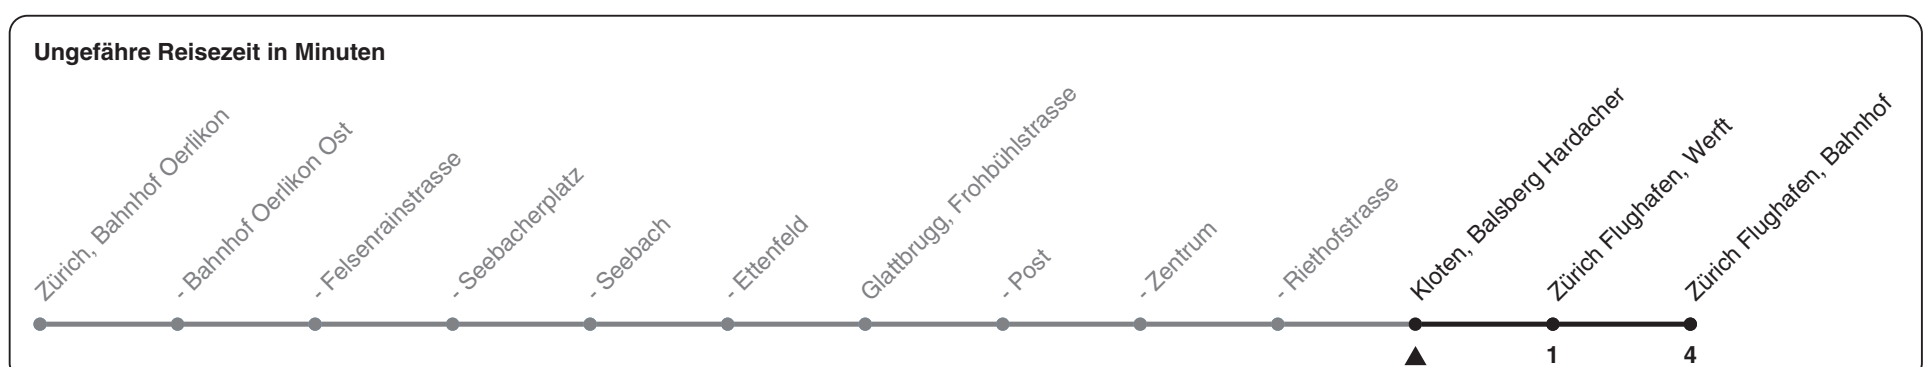 Ungefähre Reisezeit in Minuten
Zürich, Bahnhof Oerlikon
- Bahnhof Oerlikon Ost
- Felsenrainstrasse
- Seebacherplatz
- Seebach
- Ettenfeld
Glattbrugg, Frohbühlstrasse
- Post
- Zentrum
- Riethofstrasse
Kloten, Balsberg Hardacher
Zürich Flughafen, Werft
Zürich Flughafen, Bahnhof
1
4